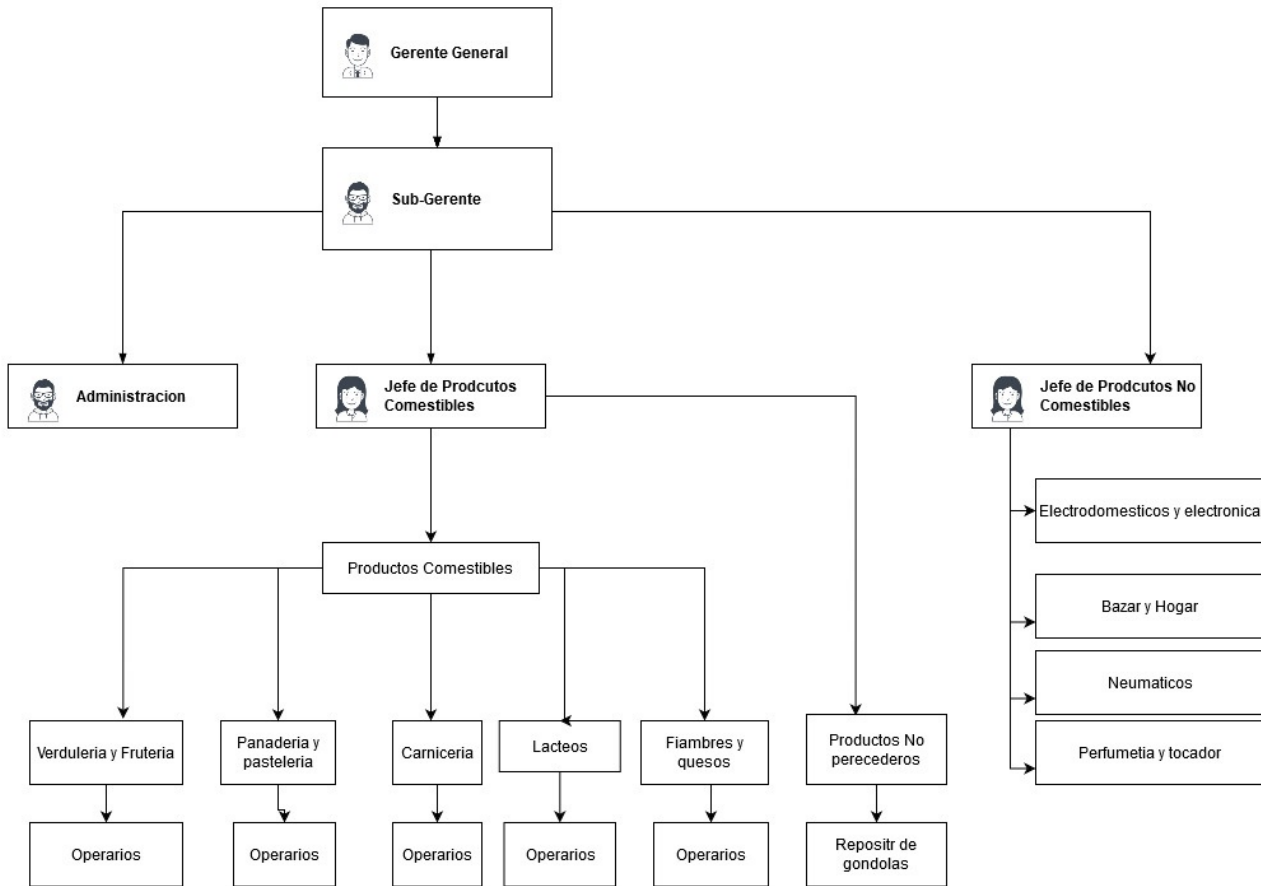 Gerente General
Sub-Gerente
Administracion
Jefe de Prodcutos
Comestibles
Jefe de Prodcutos No
Comestibles
Electrodomesticos y electronica
Productos Comestibles
Bazar y Hogar
Neumaticos
Verduleria y Fruteria
Panaderia y
pasteleria
Carniceria
Lacteos
Fiambres y
quesos
Productos No
perecederos
Perfumetia y tocador
Operarios
Operarios
Operarios
Operarios
Operarios
Repositr de
gondolas